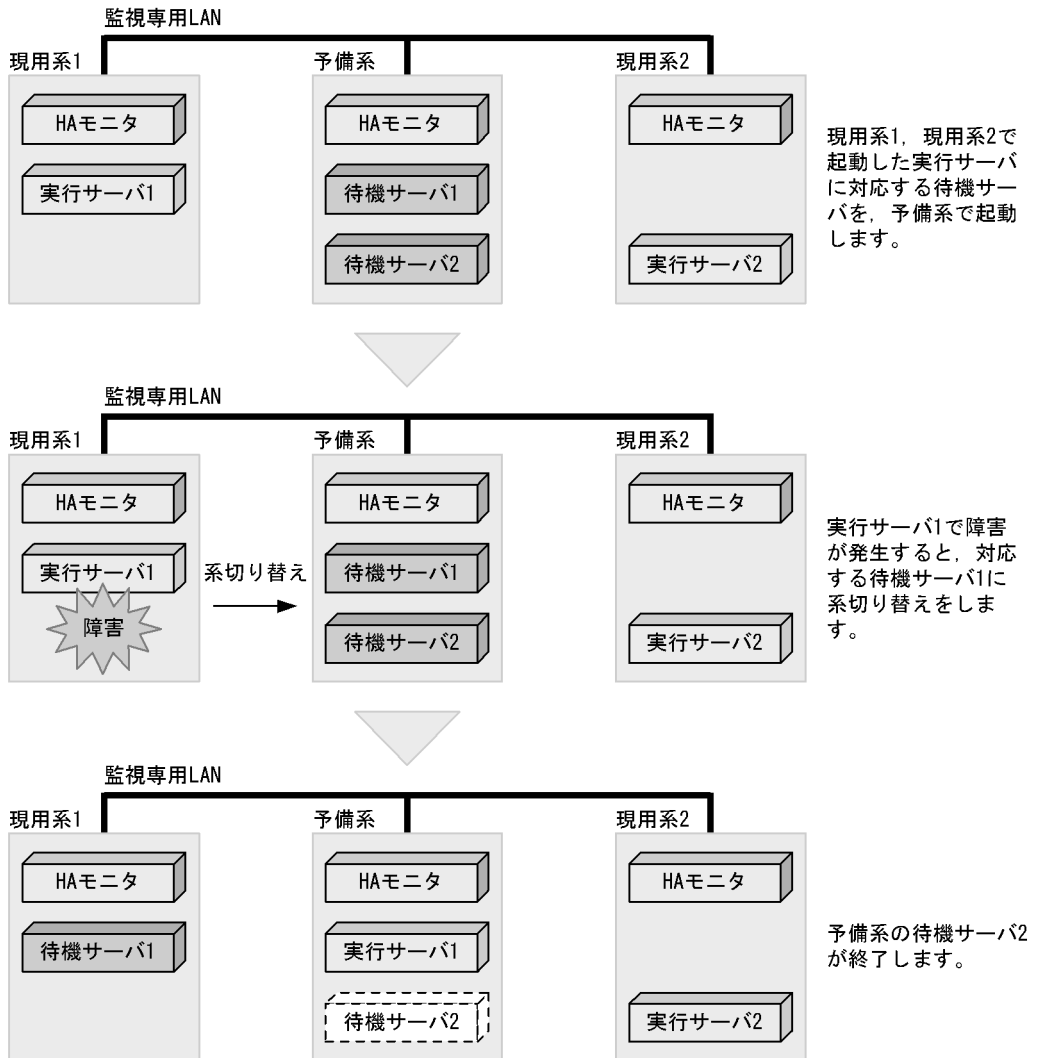 監視専用LAN
現用系1
予備系
現用系2
HAモニタ
HAモニタ
HAモニタ
実行サーバ1
待機サーバ1
待機サーバ2
実行サーバ2
現用系1，現用系2で
起動した実行サーバ
に対応する待機サー
バを，予備系で起動
します。
監視専用LAN
現用系1
予備系
現用系2
HAモニタ
HAモニタ
HAモニタ
実行サーバ1
系切り替え
待機サーバ1
障害
待機サーバ2
実行サーバ2
実行サーバ1で障害
が発生すると，対応
する待機サーバ1に
系切り替えをしま
す。
監視専用LAN
現用系1
予備系
現用系2
HAモニタ
HAモニタ
HAモニタ
待機サーバ1
実行サーバ1
待機サーバ2
実行サーバ2
予備系の待機サーバ2
が終了します。